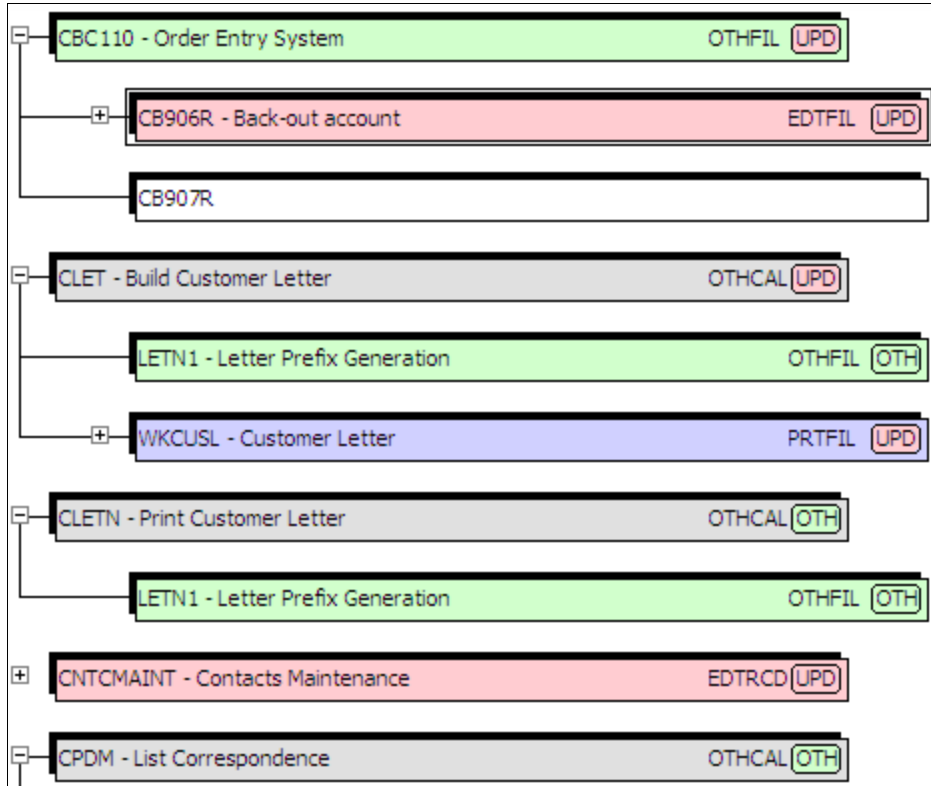 CBC110 - Order Entry System OTHFIL UPD
CB906R - Back-out account EDTFIL UPD
CB907R
CLET - Build Customer Letter OTHCAL UPD
LETN1 - Letter Prefix Generation OTHFIL OTH
WKCUSL - Customer Letter PRTFIL UPD
CLETN - Print Customer Letter OTHCAL OTH
LETN1 - Letter Prefix Generation OTHFIL OTH
CNTCMAINT - Contacts Maintenance EDTRCD UPD
CPDM - List Correspondence OTHCAL OTH